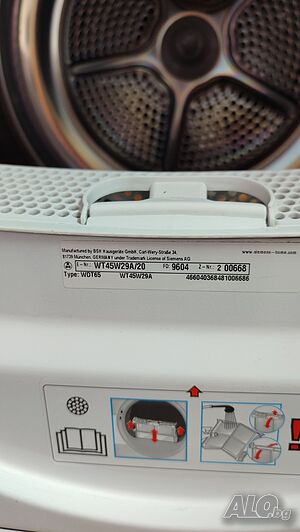 Manufactured by BSH Hausgeräte GmbH, Carl-Wery-Straße 34,
81739 München, GERMANY under Trademark License of Siemens AG
www.siemens-home.com
E-Nr.: WT45W29A/20 FD: 9604 Z-Nr.: 2 00668
Type: WDT65 WT45W29A 466040368481006686
!
ALO.bg